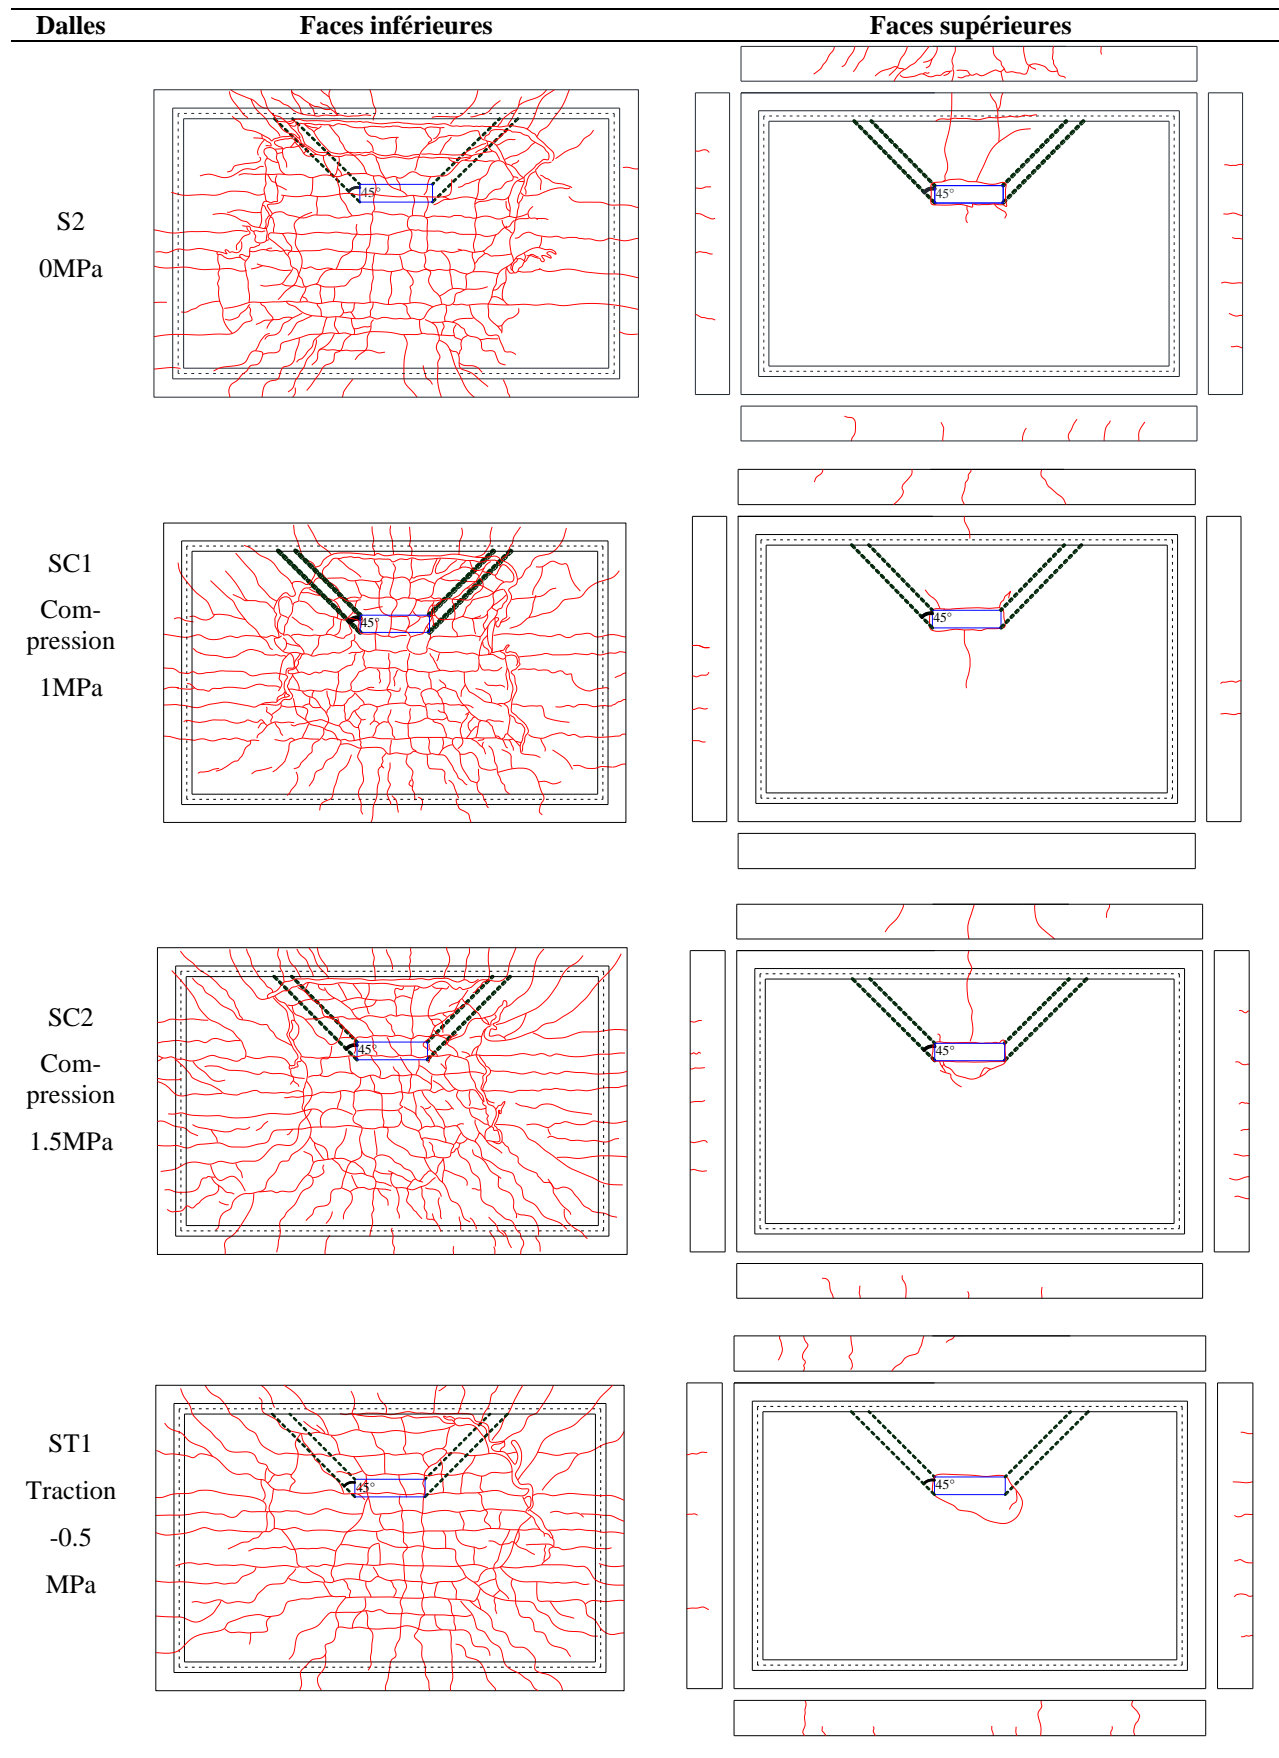 Dalles Faces inférieures Faces supérieures
S2
0MPa
45°
45°
SC1
Com-
pression
1MPa
45°
45°
SC2
Com-
pression
1.5MPa
45°
45°
ST1
Traction
-0.5
MPa
45°
45°